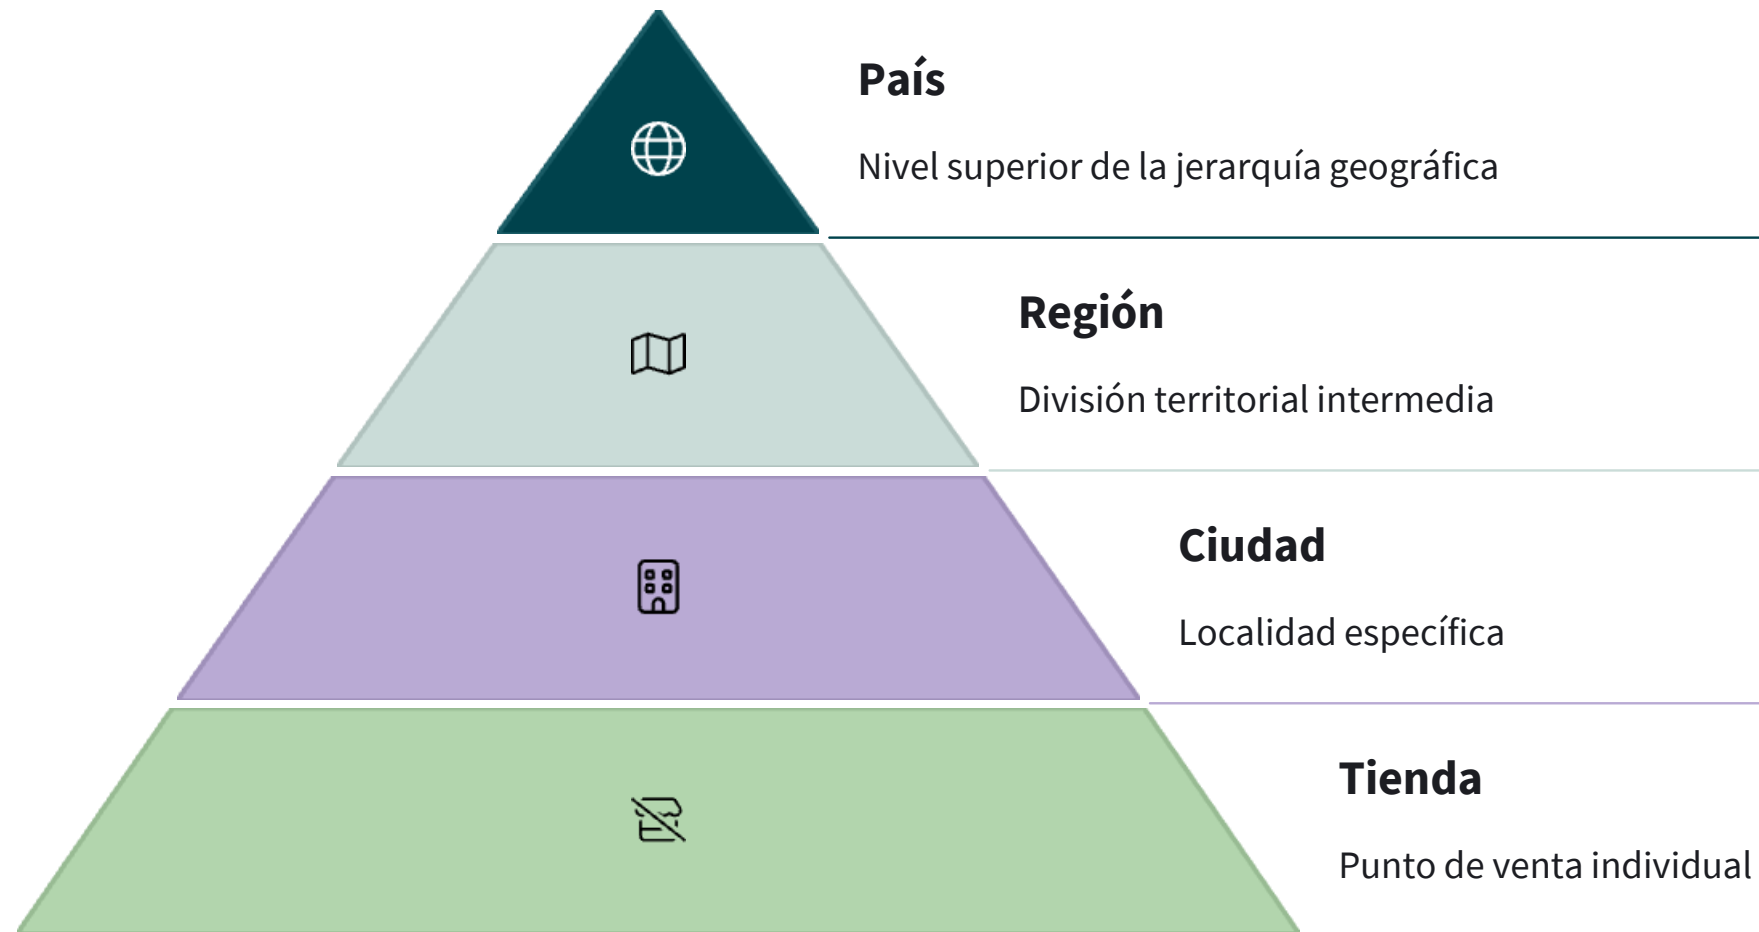 País
Nivel superior de la jerarquía geográfica
Región
División territorial intermedia
Ciudad
Localidad específica
Tienda
Punto de venta individual